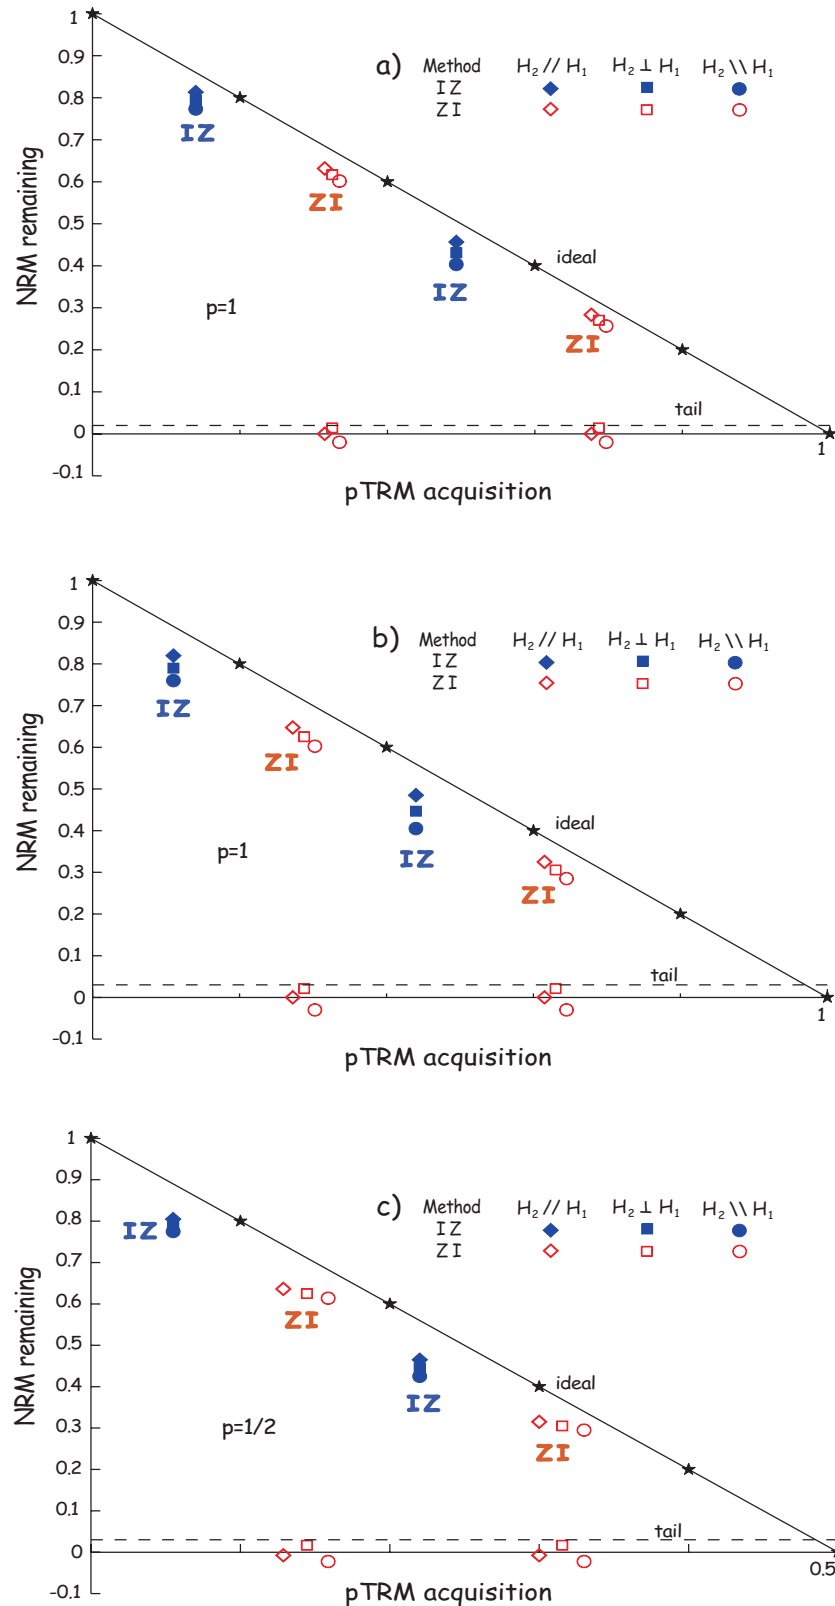 a) Method H₂ // H₁ H₂ ⊥ H₁ H₂ \\ H₁
IZ
ZI
NRM remaining
1
0.9
0.8
0.7
0.6
0.5
0.4
0.3
0.2
0.1
0
-0.1
IZ
ZI
IZ
ideal
p=1
ZI
tail
1
pTRM acquisition
b) Method H₂ // H₁ H₂ ⊥ H₁ H₂ \\ H₁
IZ
ZI
NRM remaining
1
0.9
0.8
0.7
0.6
0.5
0.4
0.3
0.2
0.1
0
-0.1
IZ
ZI
ideal
p=1
IZ
ZI
tail
1
pTRM acquisition
c) Method H₂ // H₁ H₂ ⊥ H₁ H₂ \\ H₁
IZ
ZI
NRM remaining
1
0.9
0.8
0.7
0.6
0.5
0.4
0.3
0.2
0.1
0
-0.1
IZ
ZI
ideal
IZ
p=1/2
ZI
tail
0.5
pTRM acquisition